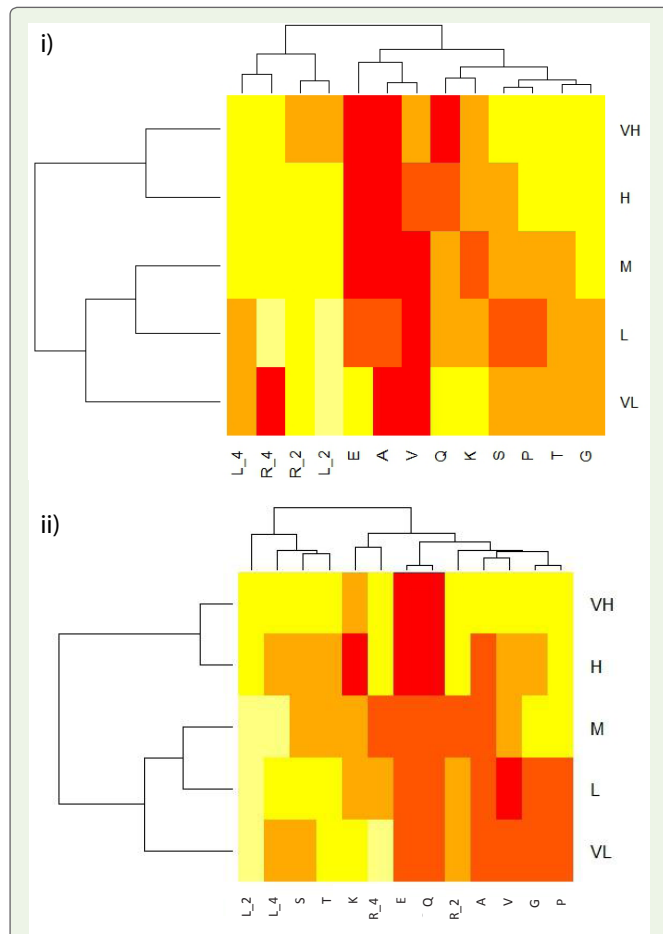 i)
VH
H
M
L
VL
L_4 R_4 R_2 L_2 E A V Q K S P T G
ii)
VH
H
M
L
VL
L_2 L_4 S T K R_4 E Q R_2 A V G P